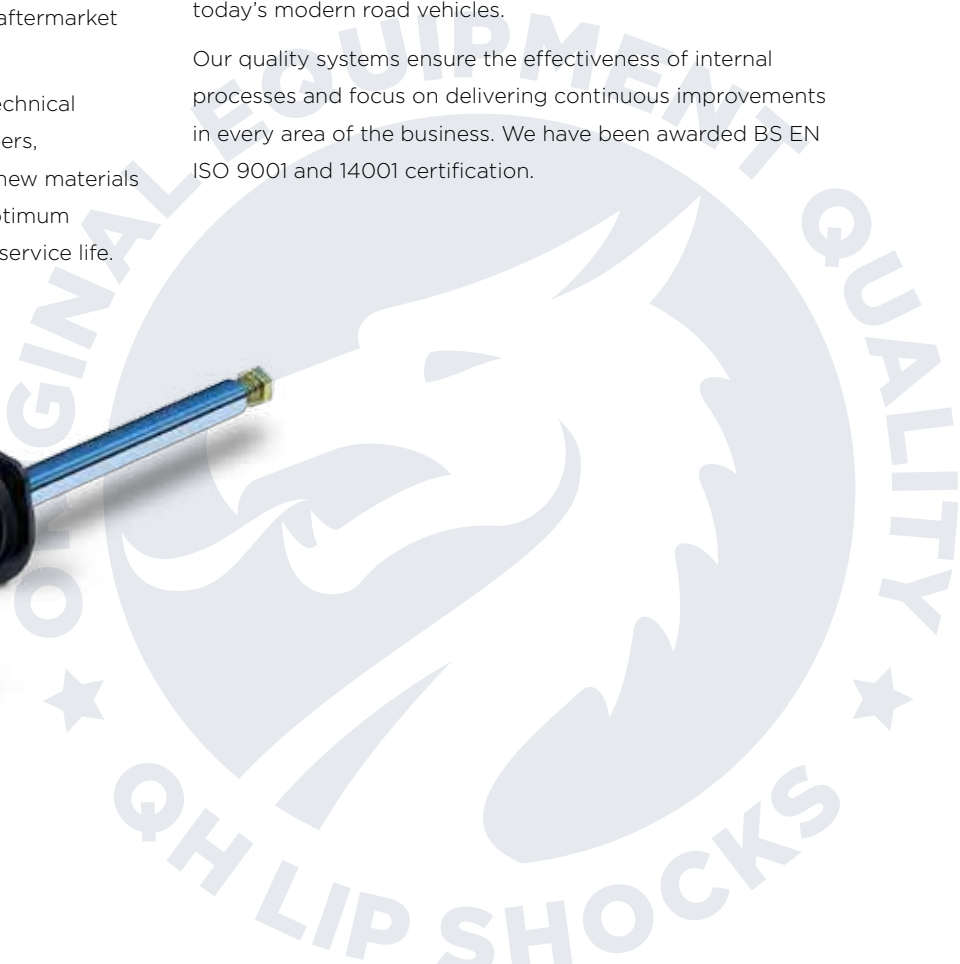 aftermarket
echnical
ers,
new materials
otimum
service life.
today's modern road vehicles.
Our quality systems ensure the effectiveness of internal
processes and focus on delivering continuous improvements
in every area of the business. We have been awarded BS EN
ISO 9001 and 14001 certification.
ORIGINAL EQUIPMENT QUALITY
QH LIP SHOCKS